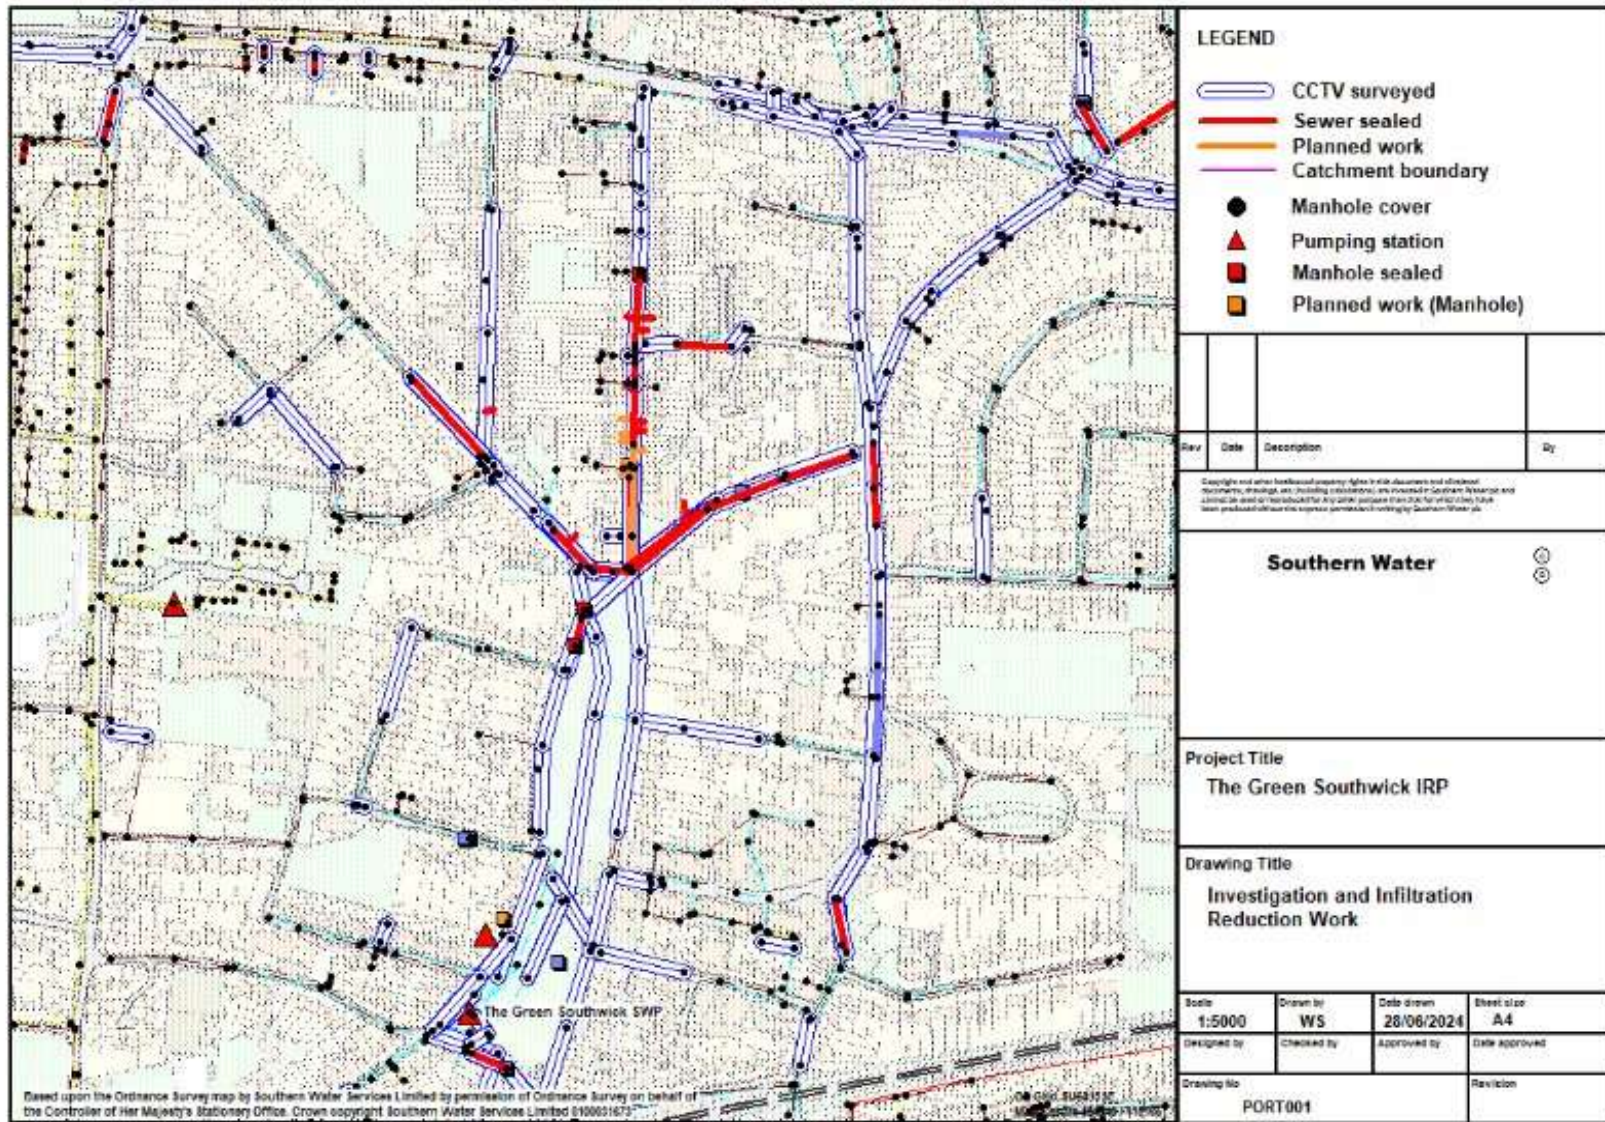 LEGEND
CCTV surveyed
Sewer sealed
Planned work
Catchment boundary
Manhole cover
Pumping station
Manhole sealed
Planned work (Manhole)
Rev Date Description By
Southern Water
Project Title
The Green Southwick IRP
Drawing Title
Investigation and Infiltration
Reduction Work
Scale Drawn by Date drawn Sheet size
1:5000 WS 28/06/2024 A4
Designed by Checked by Approved by Date approved
Drawing No Revision
PORT001
The Green Southwick SWP
Based upon the Ordnance Survey map by Southern Water Services Limited by permission of Ordnance Survey on behalf of
the Controller of Her Majesty's Stationery Office. Crown copyright Southern Water Services Limited